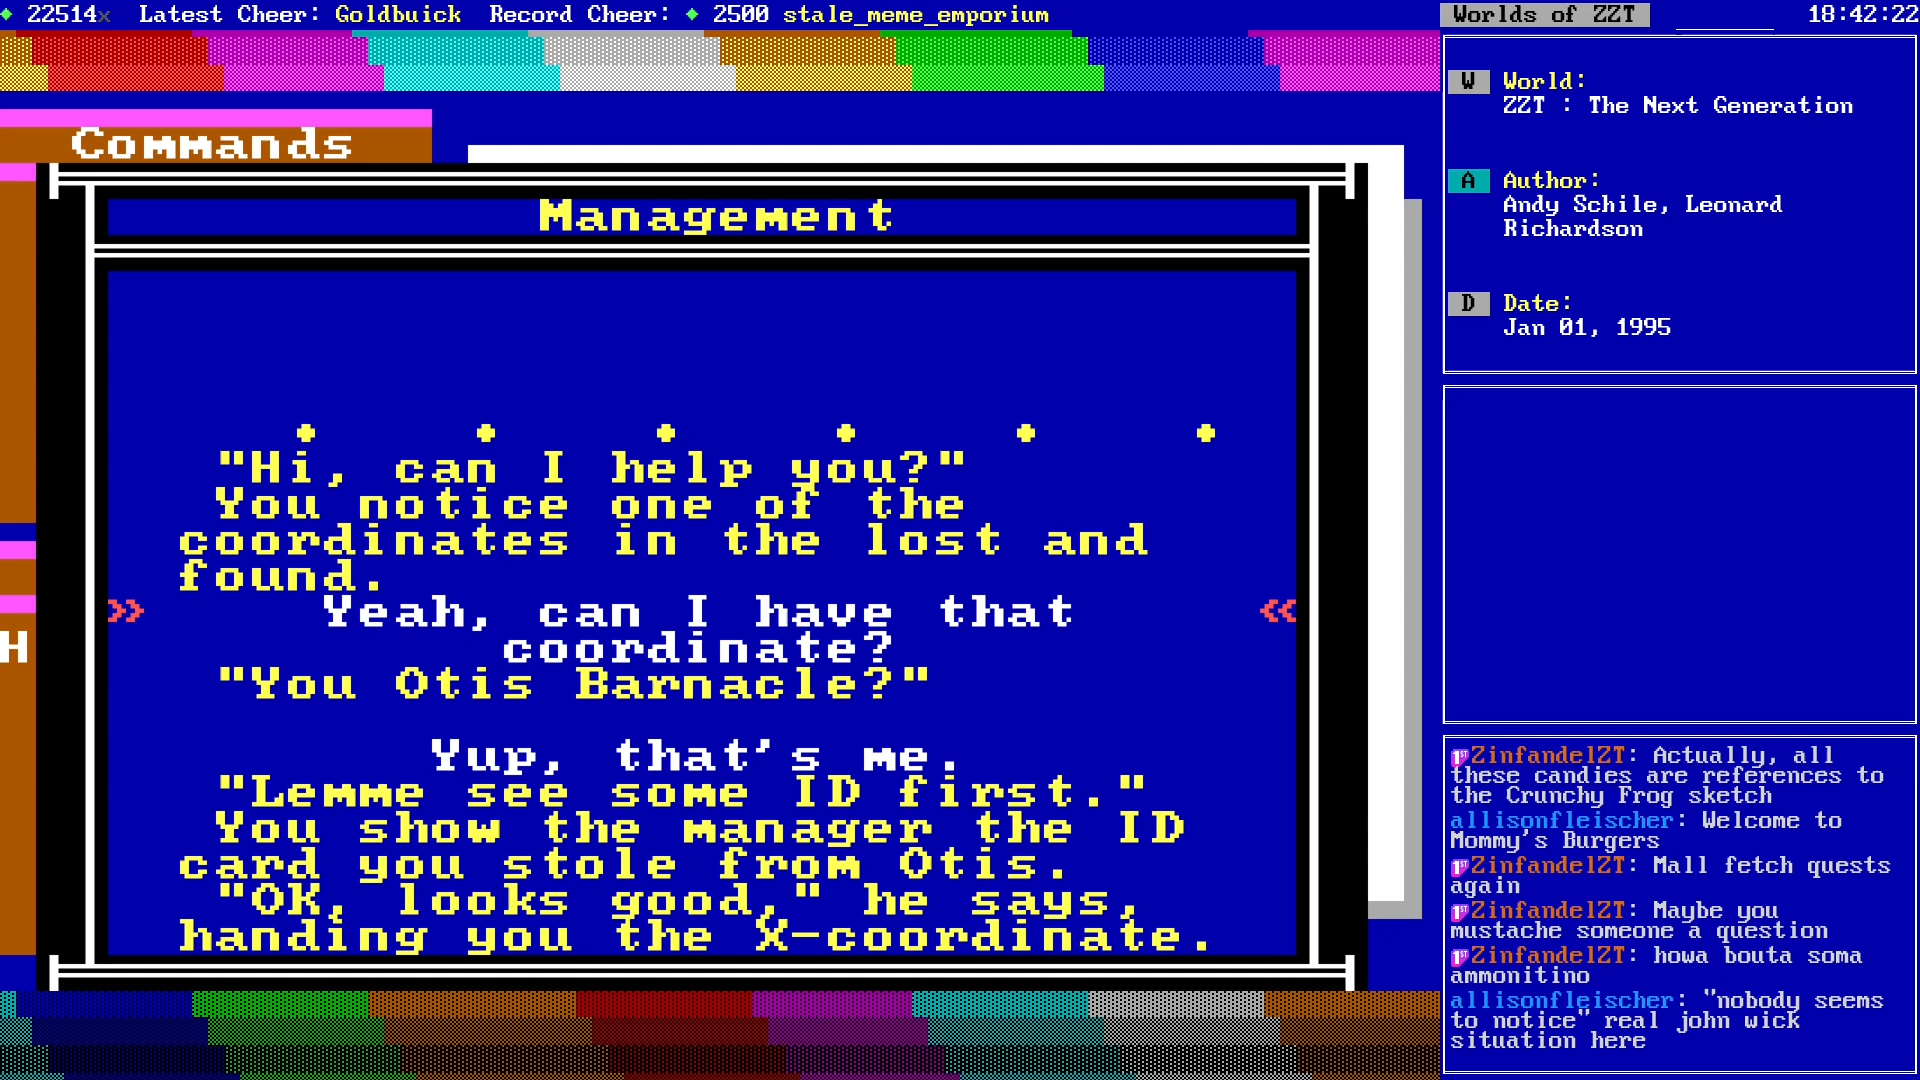 22514x Latest Cheer: Goldbuick Record Cheer: ♦ 2500 stale_meme_emporium
Worlds of ZZT
18:42:22
W World:
ZZT : The Next Generation
A Author:
Andy Schile, Leonard
Richardson
D Date:
Jan 01, 1995
Commands
H
Management
"Hi, can I help you?"
You notice one of the
coordinates in the lost and
found.
» Yeah, can I have that «
coordinate?
"You Otis Barnacle?"
Yup, that's me.
"Lemme see some ID first."
You show the manager the ID
card you stole from Otis.
"OK, looks good," he says,
handing you the X-coordinate.
1ST ZinfandelZT: Actually, all
these candies are references to
the Crunchy Frog sketch
allisonfleischer: Welcome to
Mommy's Burgers
1ST ZinfandelZT: Mall fetch quests
again
1ST ZinfandelZT: Maybe you
mustache someone a question
1ST ZinfandelZT: howa bouta soma
ammonitino
allisonfleischer: "nobody seems
to notice" real john wick
situation here